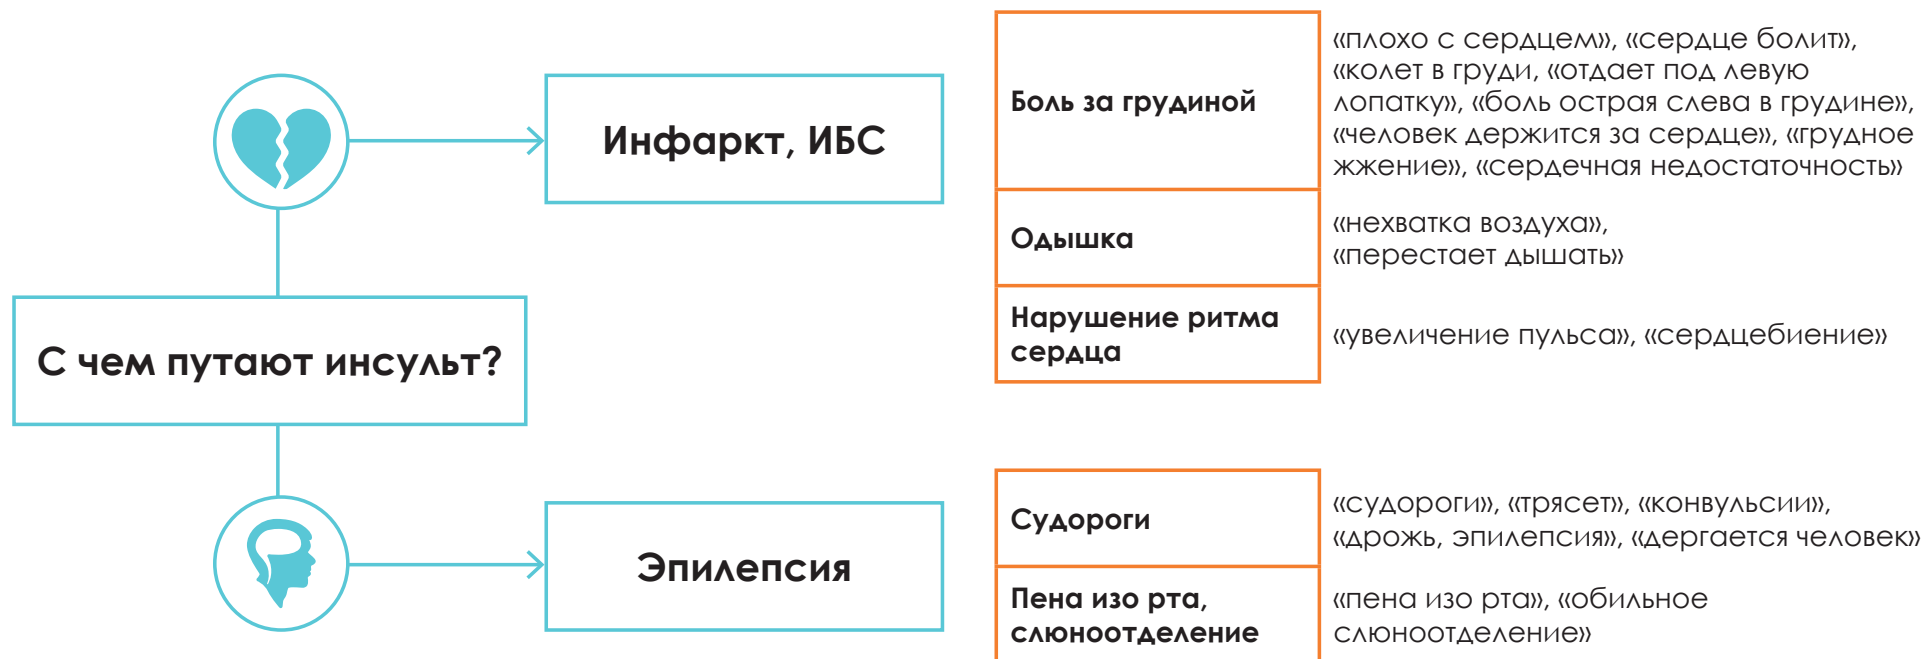 С чем путают инсульт?
Инфаркт, ИБС
Боль за грудиной
«плохо с сердцем», «сердце болит»,
«колет в груди, «отдает под левую
лопатку», «боль острая слева в грудине»,
«человек держится за сердце», «грудное
жжение», «сердечная недостаточность»
Одышка
«нехватка воздуха»,
«перестает дышать»
Нарушение ритма
сердца
«увеличение пульса», «сердцебиение»
Эпилепсия
Судороги
«судороги», «трясет», «конвульсии»,
«дрожь, эпилепсия», «дергается человек»
Пена изо рта,
слюноотделение
«пена изо рта», «обильное
слюноотделение»